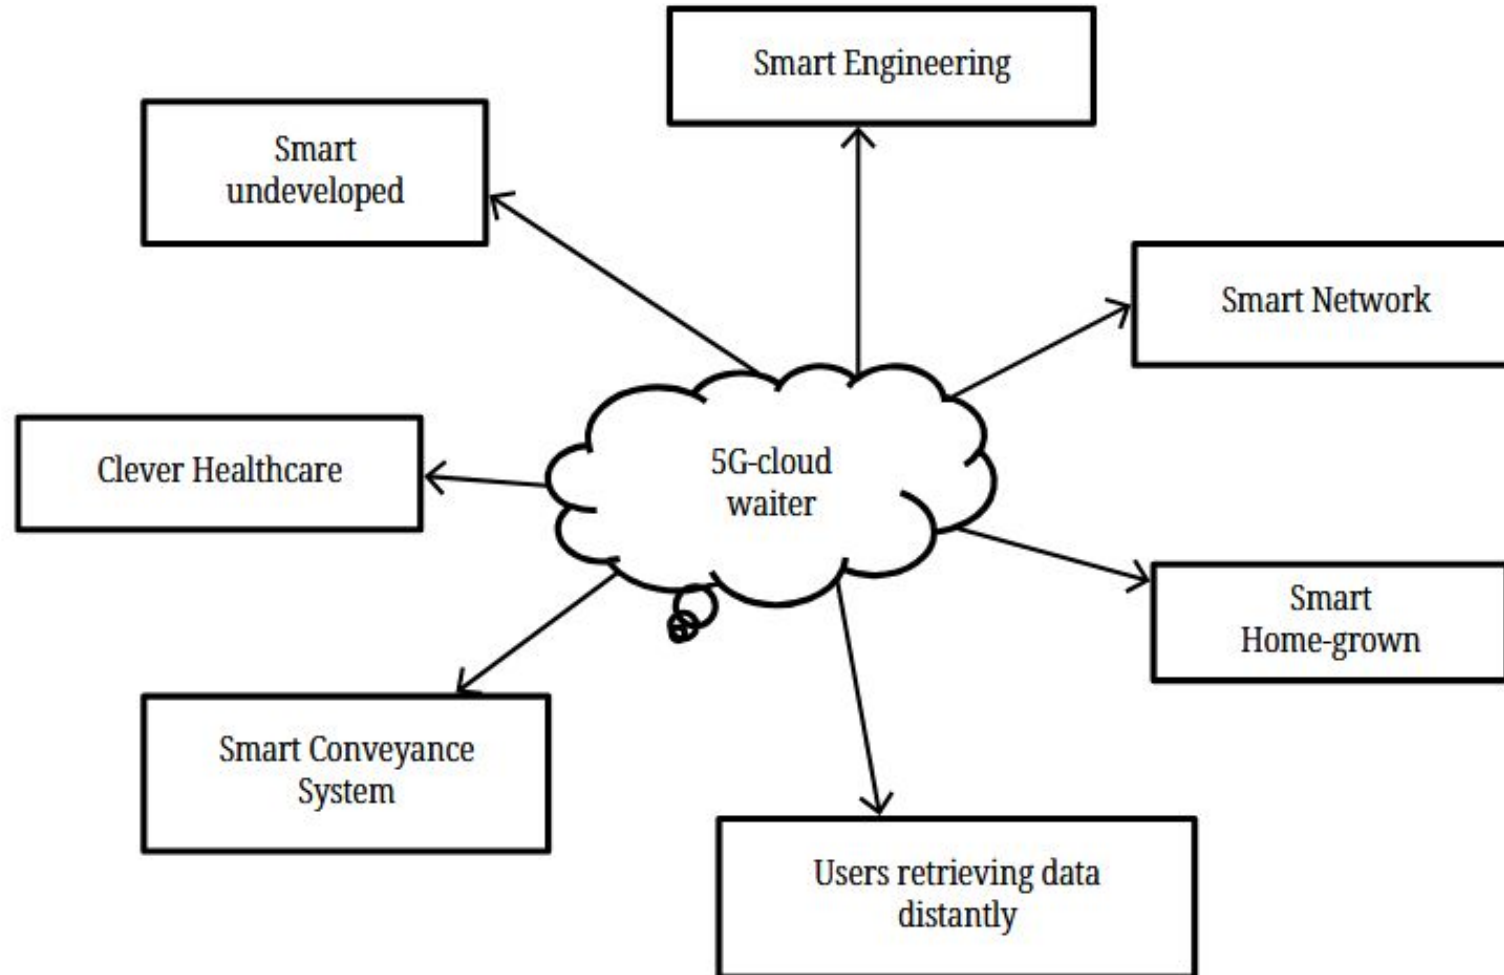 Smart Engineering
Smart
undeveloped
Smart Network
Clever Healthcare
5G-cloud
waiter
Smart
Home-grown
Smart Conveyance
System
Users retrieving data
distantly